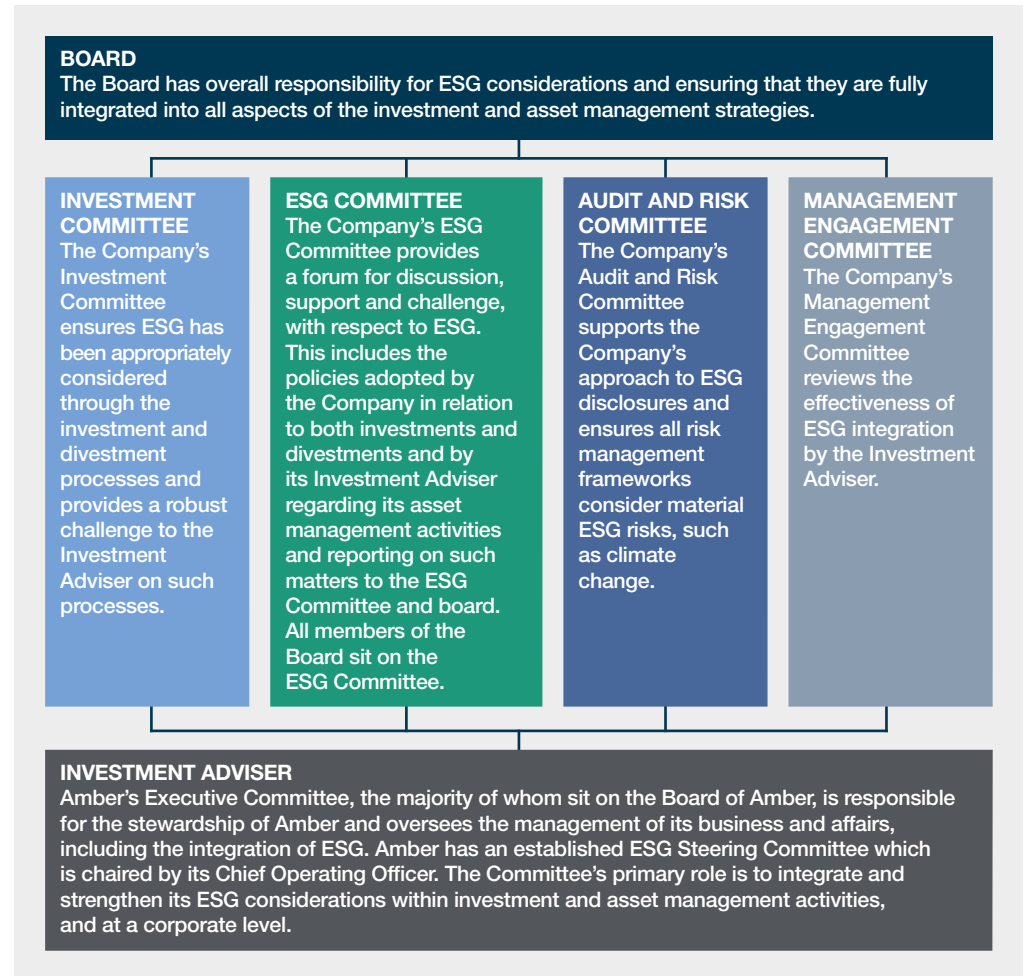 BOARD
The Board has overall responsibility for ESG considerations and ensuring that they are fully
integrated into all aspects of the investment and asset management strategies.
INVESTMENT
COMMITTEE
The Company’s
Investment
Committee
ensures ESG has
been appropriately
considered
through the
investment and
divestment
processes and
provides a robust
challenge to the
Investment
Adviser on such
processes.
ESG COMMITTEE
The Company’s ESG
Committee provides
a forum for discussion,
support and challenge,
with respect to ESG.
This includes the
policies adopted by
the Company in relation
to both investments and
divestments and by
its Investment Adviser
regarding its asset
management activities
and reporting on such
matters to the ESG
Committee and board.
All members of the
Board sit on the
ESG Committee.
AUDIT AND RISK
COMMITTEE
The Company’s
Audit and Risk
Committee
supports the
Company’s
approach to ESG
disclosures and
ensures all risk
management
frameworks
consider material
ESG risks, such
as climate
change.
MANAGEMENT
ENGAGEMENT
COMMITTEE
The Company’s
Management
Engagement
Committee
reviews the
effectiveness of
ESG integration
by the Investment
Adviser.
INVESTMENT ADVISER
Amber’s Executive Committee, the majority of whom sit on the Board of Amber, is responsible
for the stewardship of Amber and oversees the management of its business and affairs,
including the integration of ESG. Amber has an established ESG Steering Committee which
is chaired by its Chief Operating Officer. The Committee’s primary role is to integrate and
strengthen its ESG considerations within investment and asset management activities,
and at a corporate level.